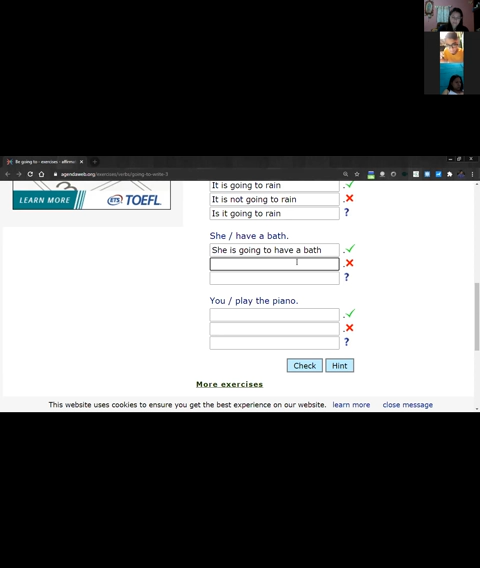 Be going to - exercises - affirmat
agendaweb.org/exercises/verbs/going-to-write-1
LEARN MORE
ETS TOEFL
It is going to rain
It is not going to rain
Is it going to rain
?
She / have a bath.
She is going to have a bath
?
You / play the piano.
?
Check Hint
More exercises
This website uses cookies to ensure you get the best experience on our website. learn more close message